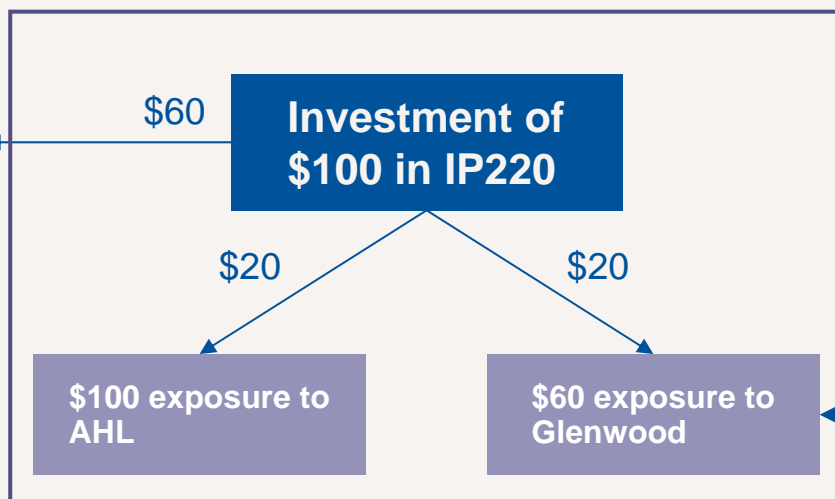 $60
Investment of
$100 in IP220
$20
$20
$100 exposure to
AHL
$60 exposure to
Glenwood